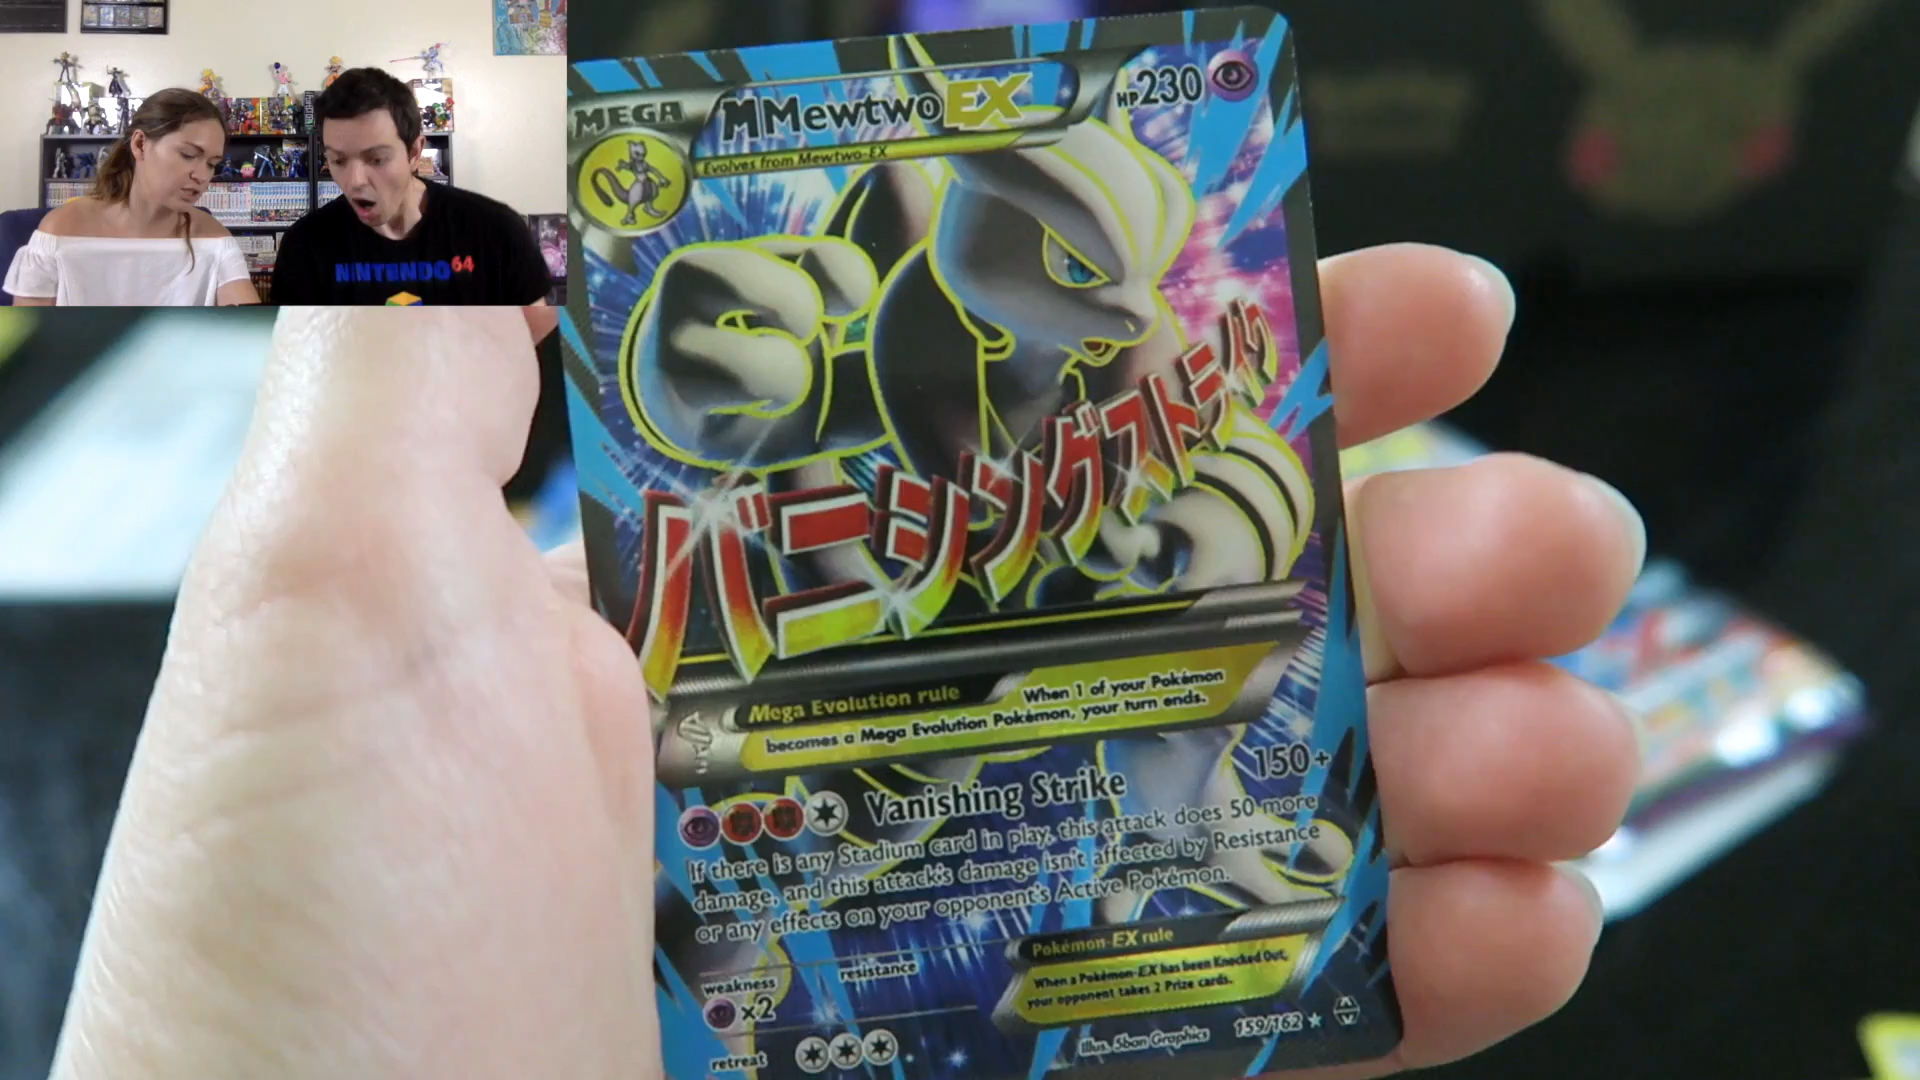 NINTENDO 64
MEGA
M Mewtwo EX
HP 230
Evolves from Mewtwo-EX
バニシングストライク
Mega Evolution rule
When 1 of your Pokémon
becomes a Mega Evolution Pokémon, your turn ends.
Vanishing Strike 150+
If there is any Stadium card in play, this attack does 50 more
damage, and this attack's damage isn't affected by Resistance
or any effects on your opponent's Active Pokémon.
weakness
×2
resistance
retreat
Pokémon-EX rule
When a Pokémon-EX has been Knocked Out,
your opponent takes 2 Prize cards.
Illus. 5ban Graphics 159/162 ★